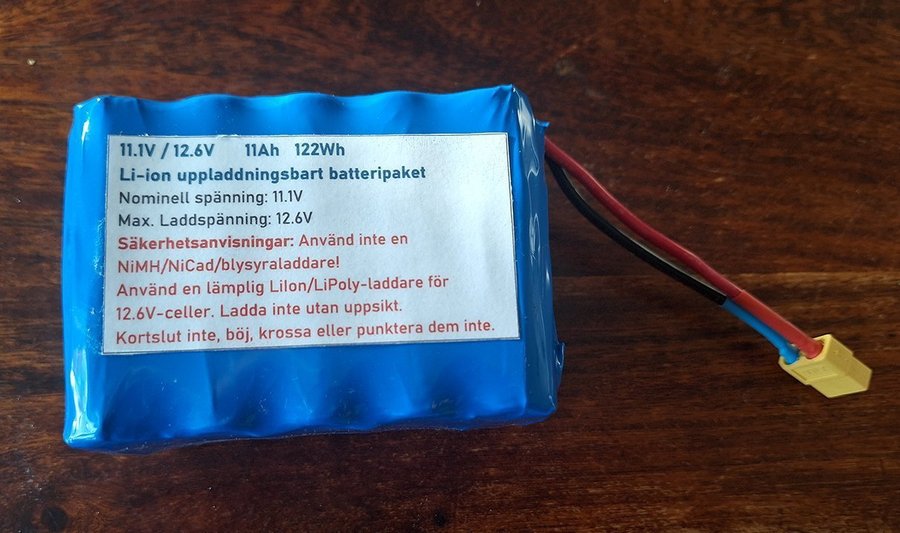 11.1V / 12.6V 11Ah 122Wh
Li-ion uppladdningsbart batteripaket
Nominell spänning: 11.1V
Max. Laddspänning: 12.6V
Säkerhetsanvisningar: Använd inte en
NiMH/NiCad/blysyraladdare!
Använd en lämplig LiIon/LiPoly-laddare för
12.6V-celler. Ladda inte utan uppsikt.
Kortslut inte, böj, krossa eller punktera dem inte.